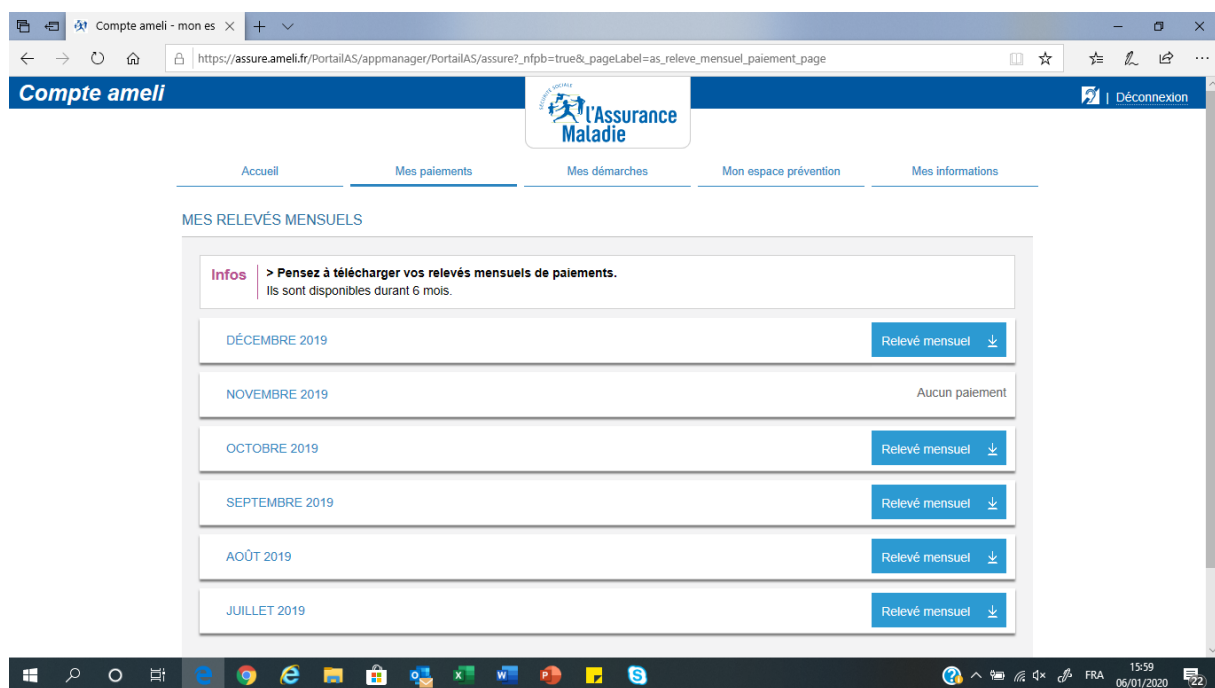 Compte ameli - mon es
https://assure.ameli.fr/PortailAS/appmanager/PortailAS/assure?_nfpb=true&_pageLabel=as_releve_mensuel_paiement_page
Compte ameli
SÉCURITÉ SOCIALE
l'Assurance
Maladie
| Déconnexion
Accueil
Mes paiements
Mes démarches
Mon espace prévention
Mes informations
MES RELEVÉS MENSUELS
Infos
> Pensez à télécharger vos relevés mensuels de paiements.
Ils sont disponibles durant 6 mois.
DÉCEMBRE 2019
Relevé mensuel
NOVEMBRE 2019
Aucun paiement
OCTOBRE 2019
Relevé mensuel
SEPTEMBRE 2019
Relevé mensuel
AOÛT 2019
Relevé mensuel
JUILLET 2019
Relevé mensuel
FRA
15:59
06/01/2020
22